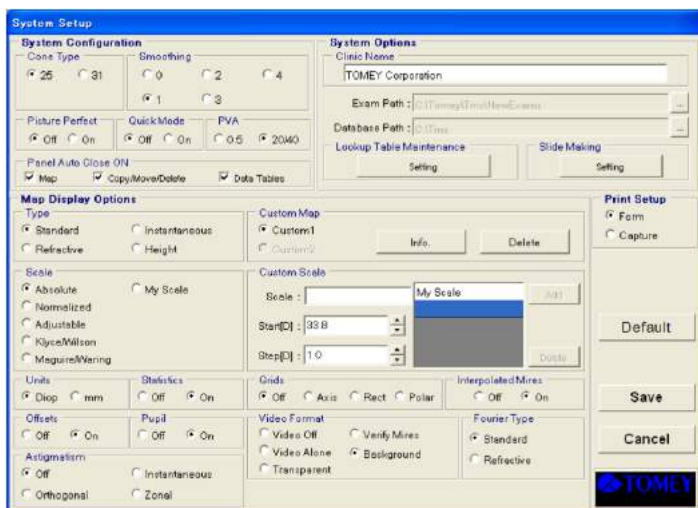 System Setup
System Configuration
Cone Type
25 31
Smoothing
0 2 4
1 3
Picture Perfect
Off On
Quick Mode
Off On
PVA
0.5 20/40
Panel Auto Close ON
Map Copy/Move/Delete Data Tables
System Options
Clinic Name
TOMEY Corporation
Exam Path : C:\Tomey\Tms\NewExams ...
Database Path : C:\Tms ...
Lookup Table Maintenance
Setting
Slide Making
Setting
Map Display Options
Type
Standard Instantaneous
Refractive Height
Custom Map
Custom1
Custom2
Info. Delete
Print Setup
Form
Capture
Scale
Absolute My Scale
Normalized
Adjustable
Klyce/Wilson
Maguire/Waring
Custom Scale
Scale : My Scale Add
Start[D] : 33.8
Step[D] : 1.0 Delete
Default
Units
Diop mm
Statistics
Off On
Grids
Off Axis Rect Polar
Interpolated Mires
Off On
Save
Offsets
Off On
Pupil
Off On
Video Format
Video Off Verify Mires
Video Alone Background
Transparent
Fourier Type
Standard
Refractive
Cancel
Astigmatism
Off Instantaneous
Orthogonal Zonal
TOMEY